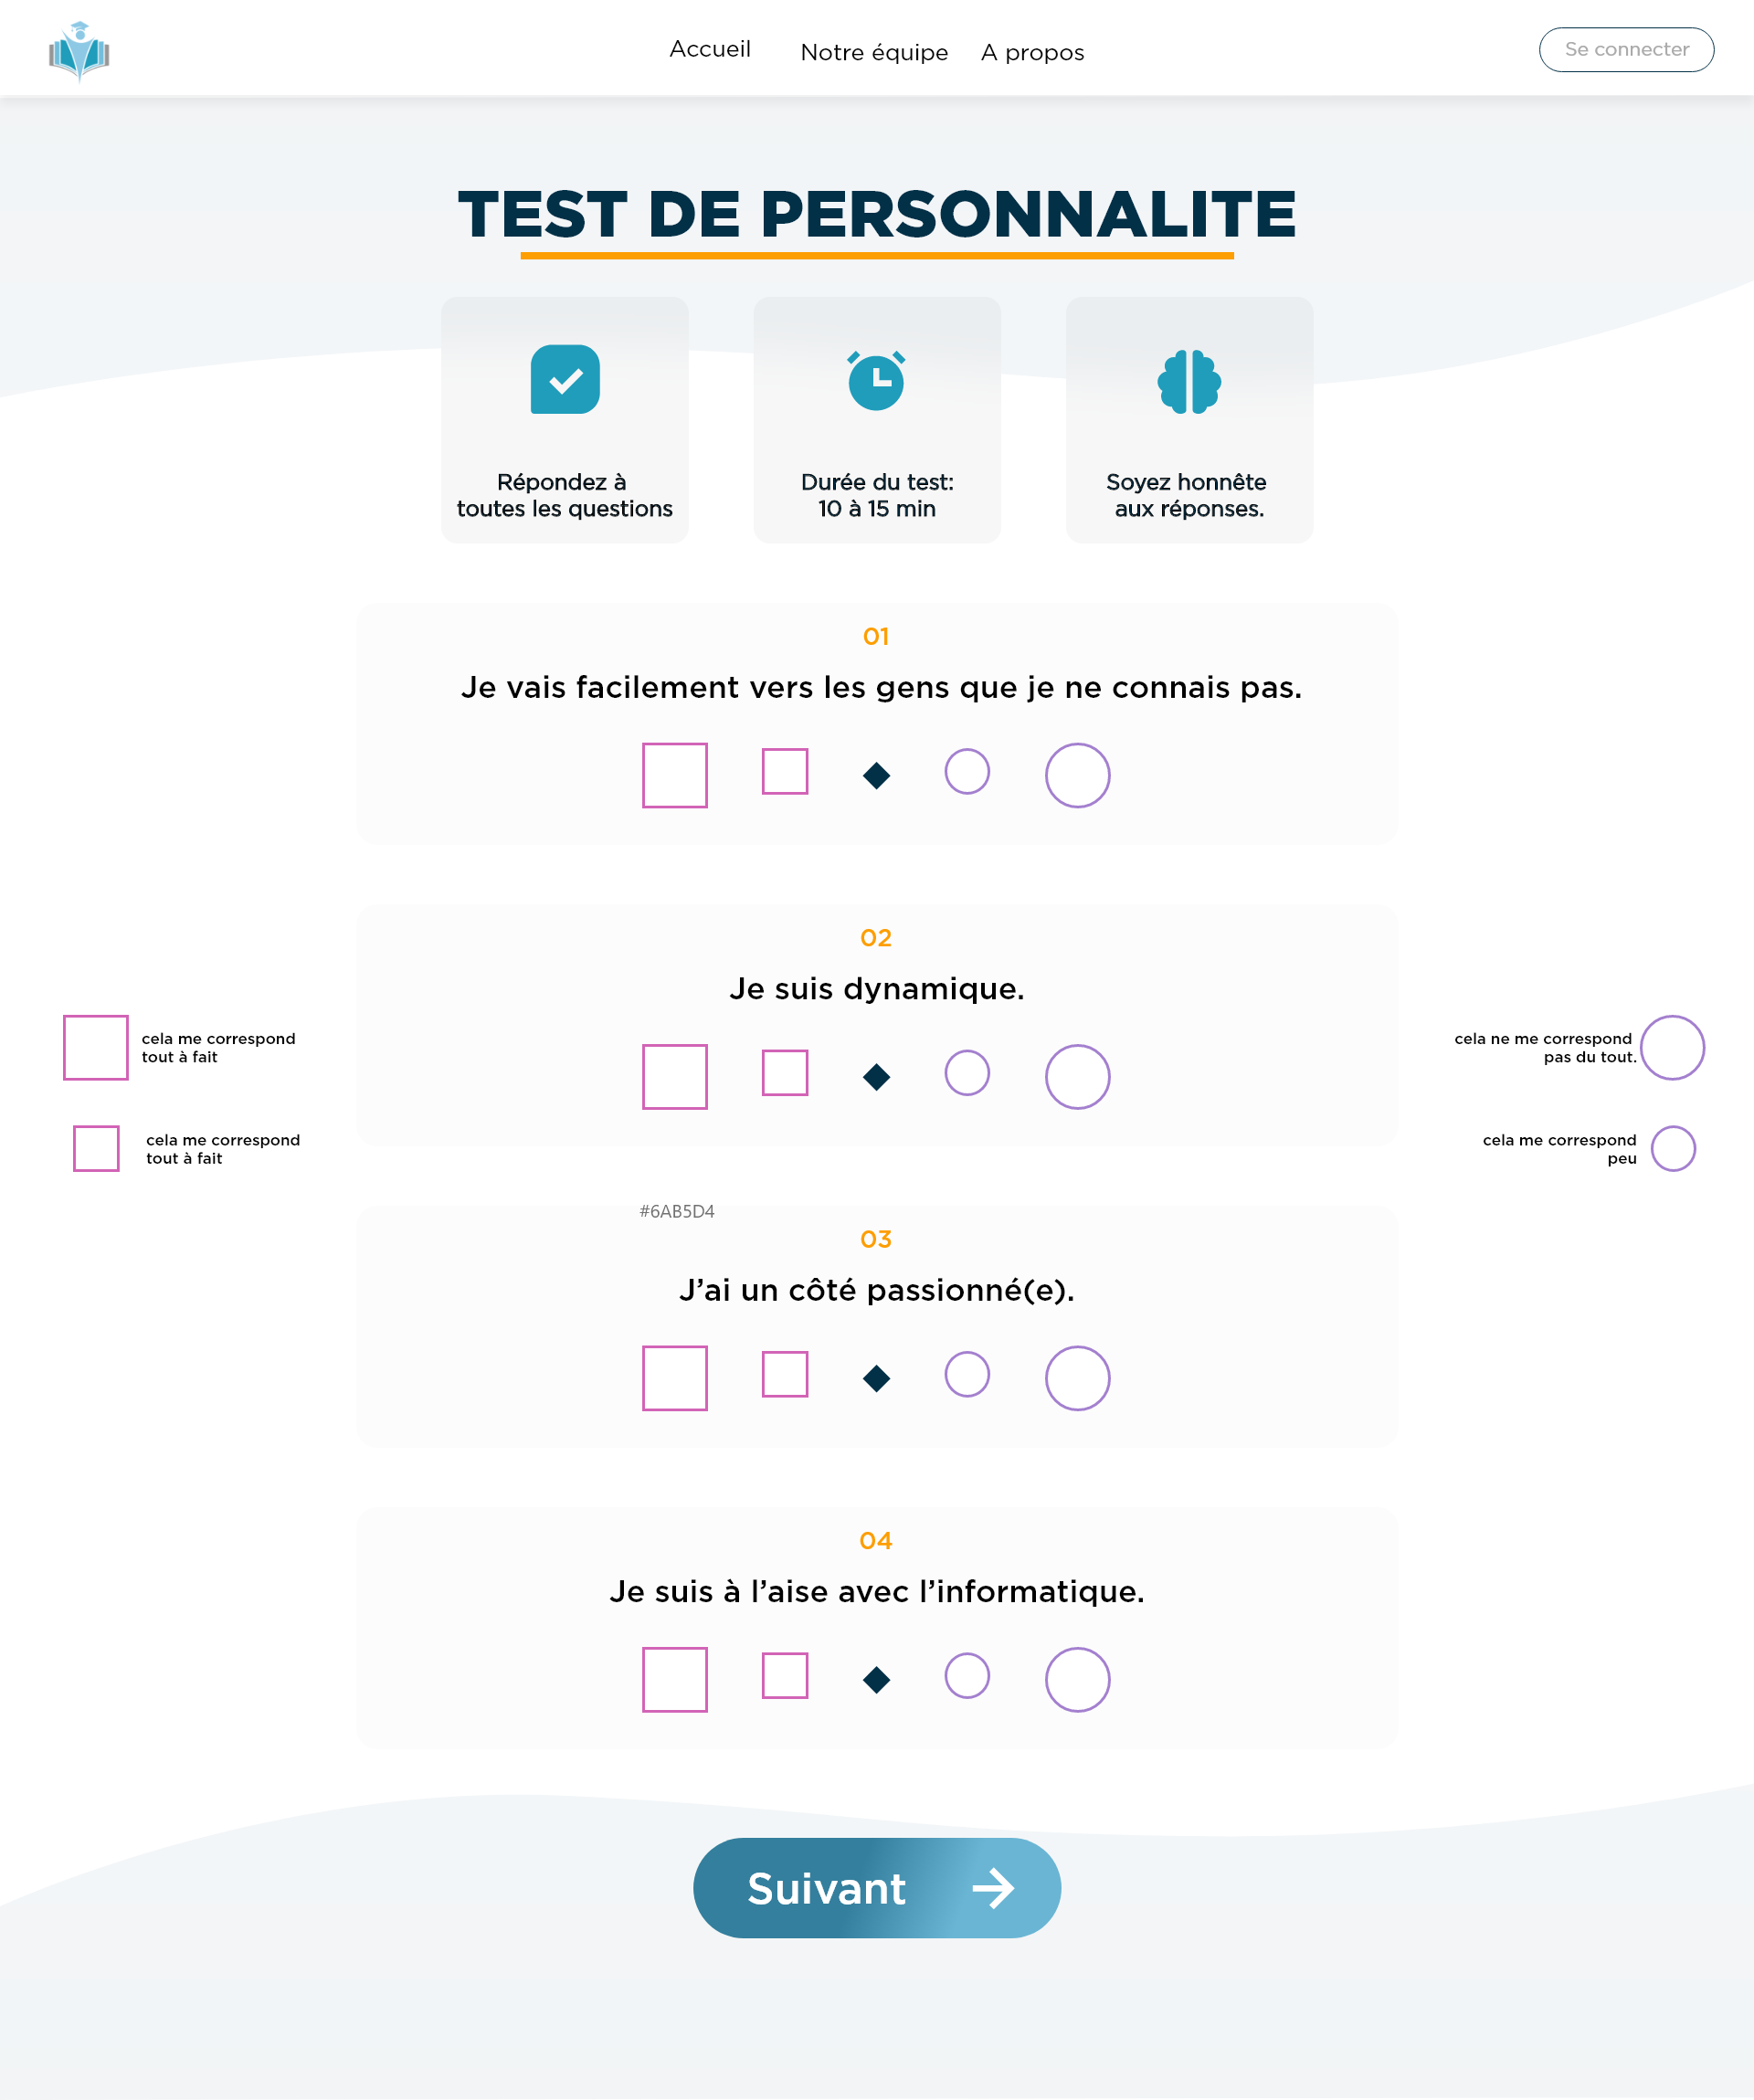 Accueil
Notre équipe
A propos
Se connecter
TEST DE PERSONNALITE
Répondez à
toutes les questions
Durée du test:
10 à 15 min
Soyez honnête
aux réponses.
01
Je vais facilement vers les gens que je ne connais pas.
02
Je suis dynamique.
cela me correspond
tout à fait
cela me correspond
tout à fait
cela ne me correspond
pas du tout.
cela me correspond
peu
#6AB5D4
03
J’ai un côté passionné(e).
04
Je suis à l’aise avec l’informatique.
Suivant